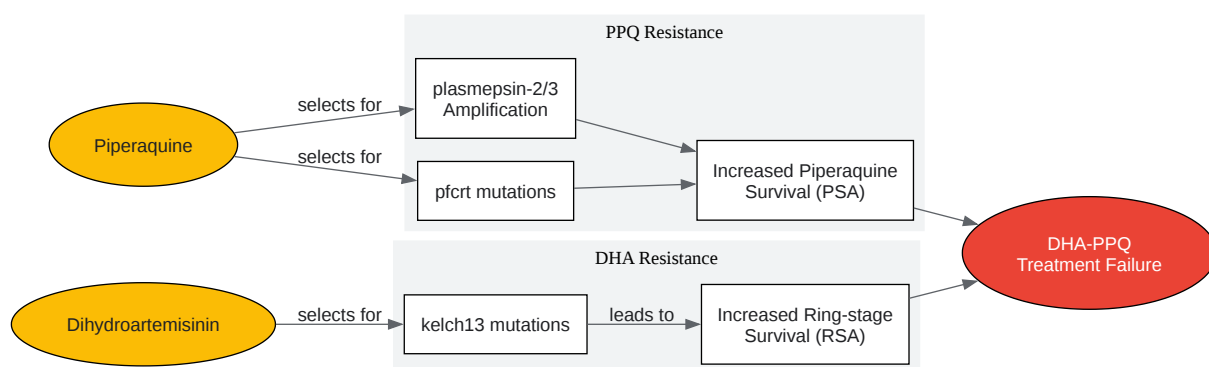 PPQ Resistance
plasmepsin-2/3
Amplification
selects for
Piperaquine
selects for
pfcrt mutations
Increased Piperaquine
Survival (PSA)
DHA-PPQ
Treatment Failure
DHA Resistance
Dihydroartemisinin
selects for
kelch13 mutations
leads to
Increased Ring-stage
Survival (RSA)